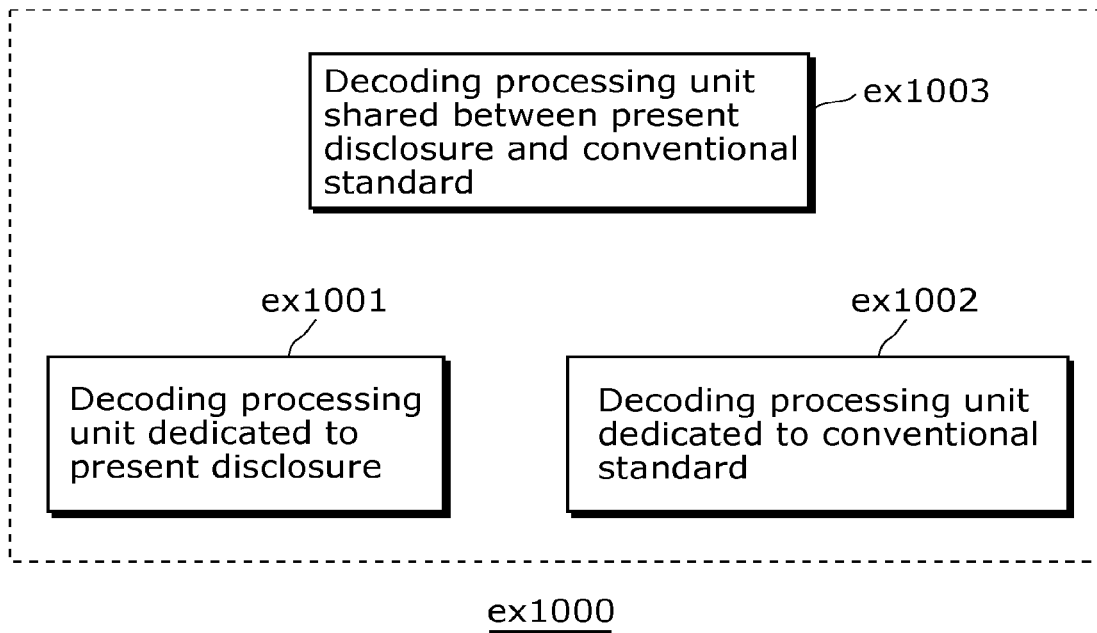 Decoding processing unit
shared between present
disclosure and conventional
standard
ex1003
ex1001
ex1002
Decoding processing
unit dedicated to
present disclosure
Decoding processing unit
dedicated to conventional
standard
ex1000